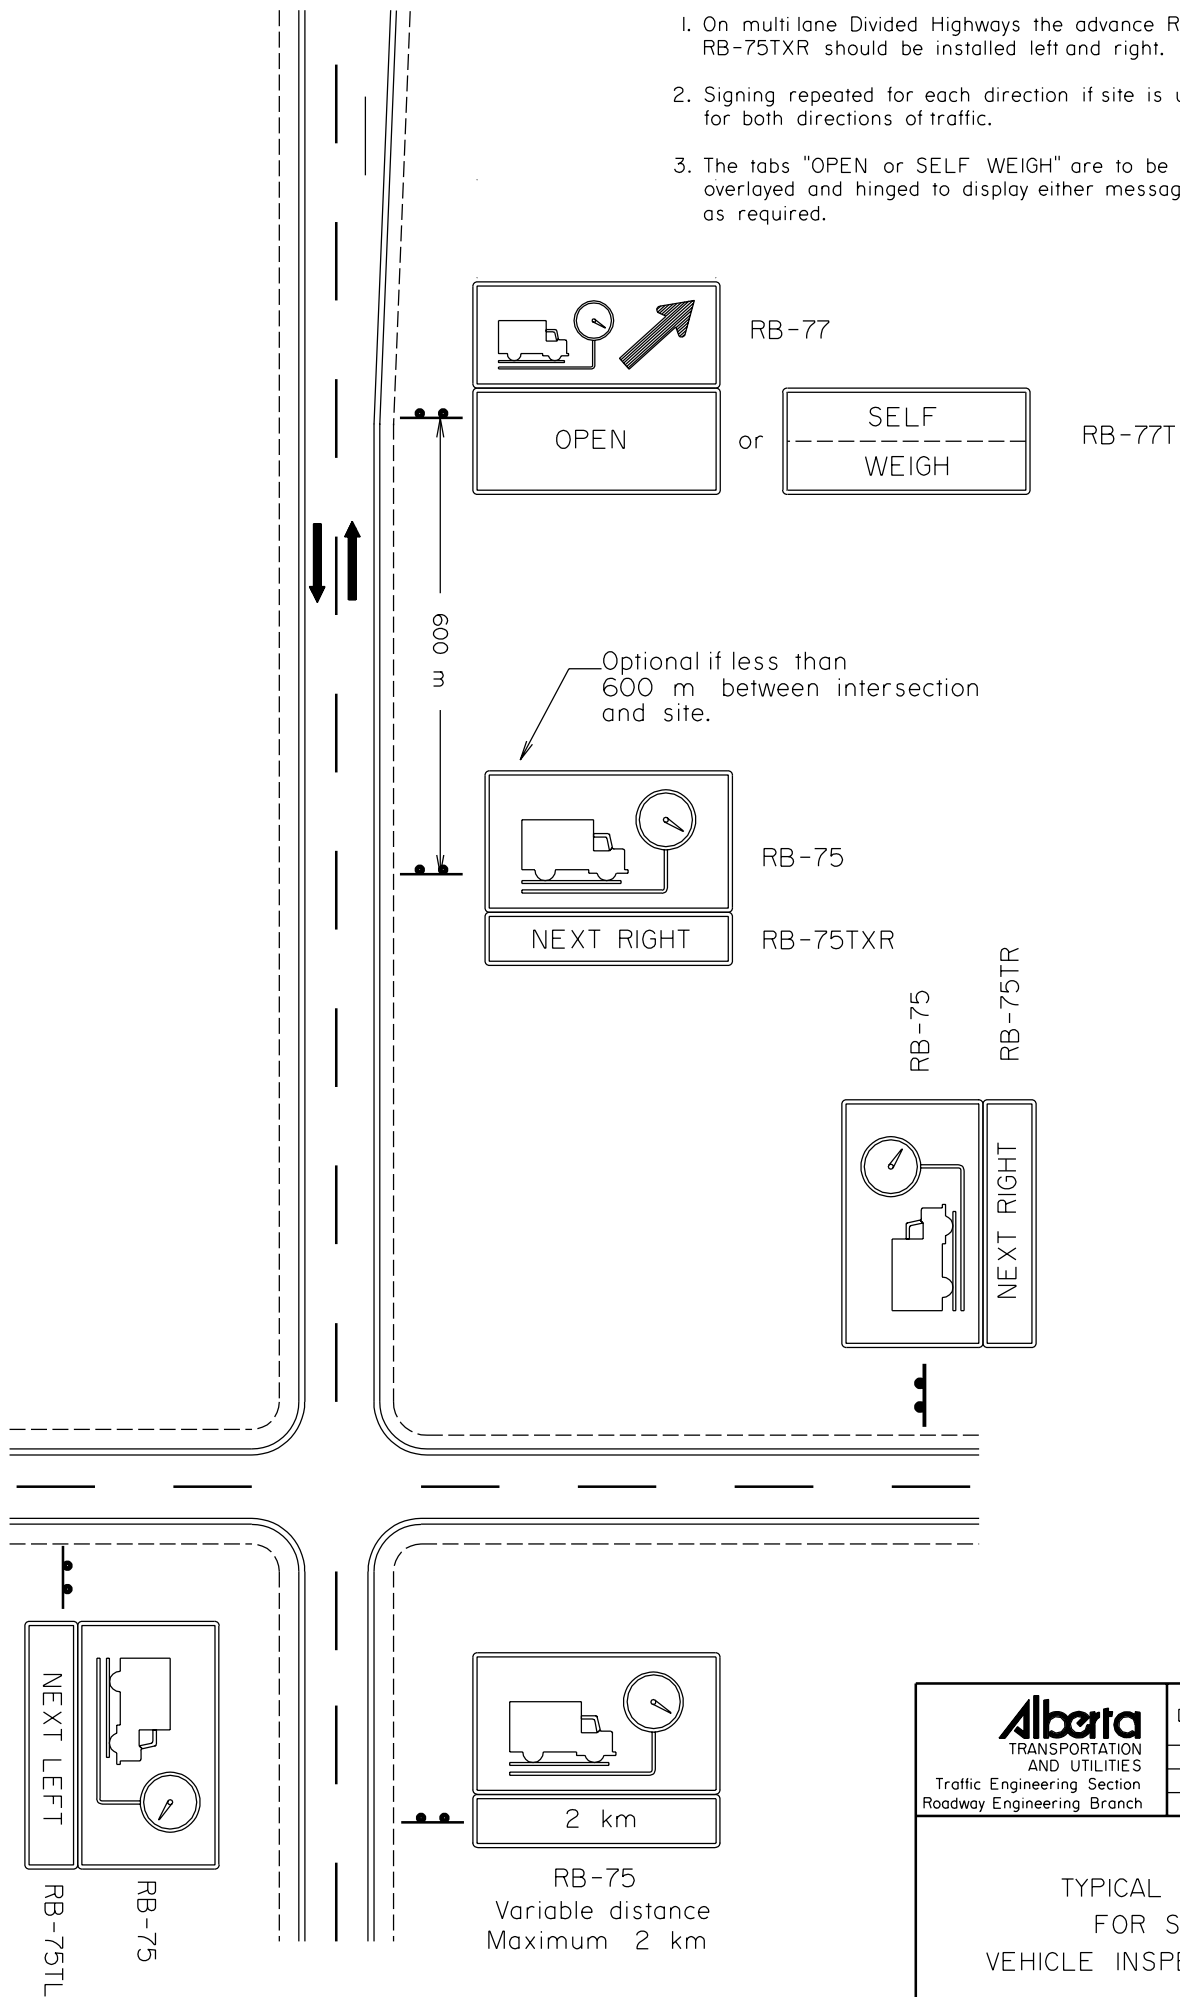 1. On multi lane Divided Highways the advance
RB-75TXR should be installed left and right.
2. Signing repeated for each direction if site is
for both directions of traffic.
3. The tabs "OPEN or SELF WEIGH" are to be
overlayed and hinged to display either
as required.
RB-77
OPEN
or
SELF
WEIGH
RB-77T
600 m
Optional if less than
600 m between intersection
and site.
RB-75
NEXT RIGHT
RB-75TXR
RB-75
RB-75TR
NEXT RIGHT
NEXT LEFT
RB-75TL
RB-75
2 km
RB-75
Variable distance
Maximum 2 km
Alberta
TRANSPORTATION
AND UTILITIES
Traffic Engineering Section
Roadway Engineering Branch
TYPICAL
FOR
VEHICLE